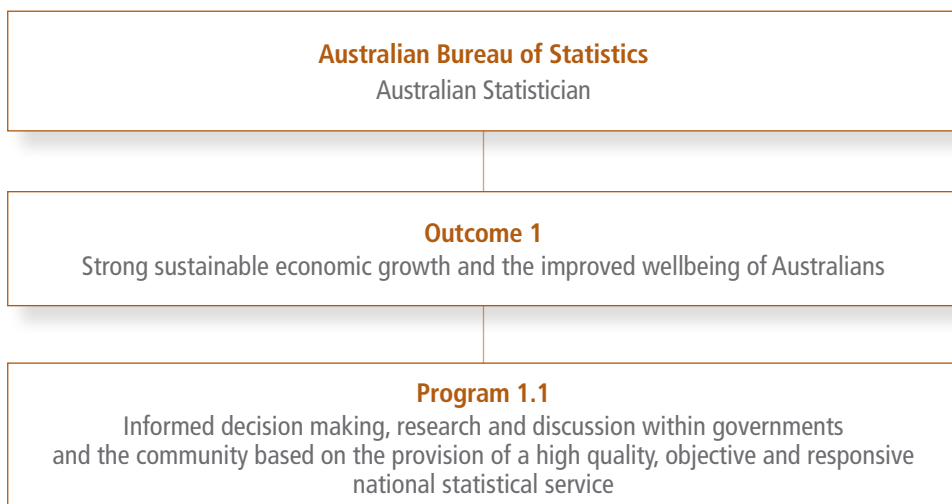 Australian Bureau of Statistics
Australian Statistician
Outcome 1
Strong sustainable economic growth and the improved wellbeing of Australians
Program 1.1
Informed decision making, research and discussion within governments
and the community based on the provision of a high quality, objective and responsive
national statistical service